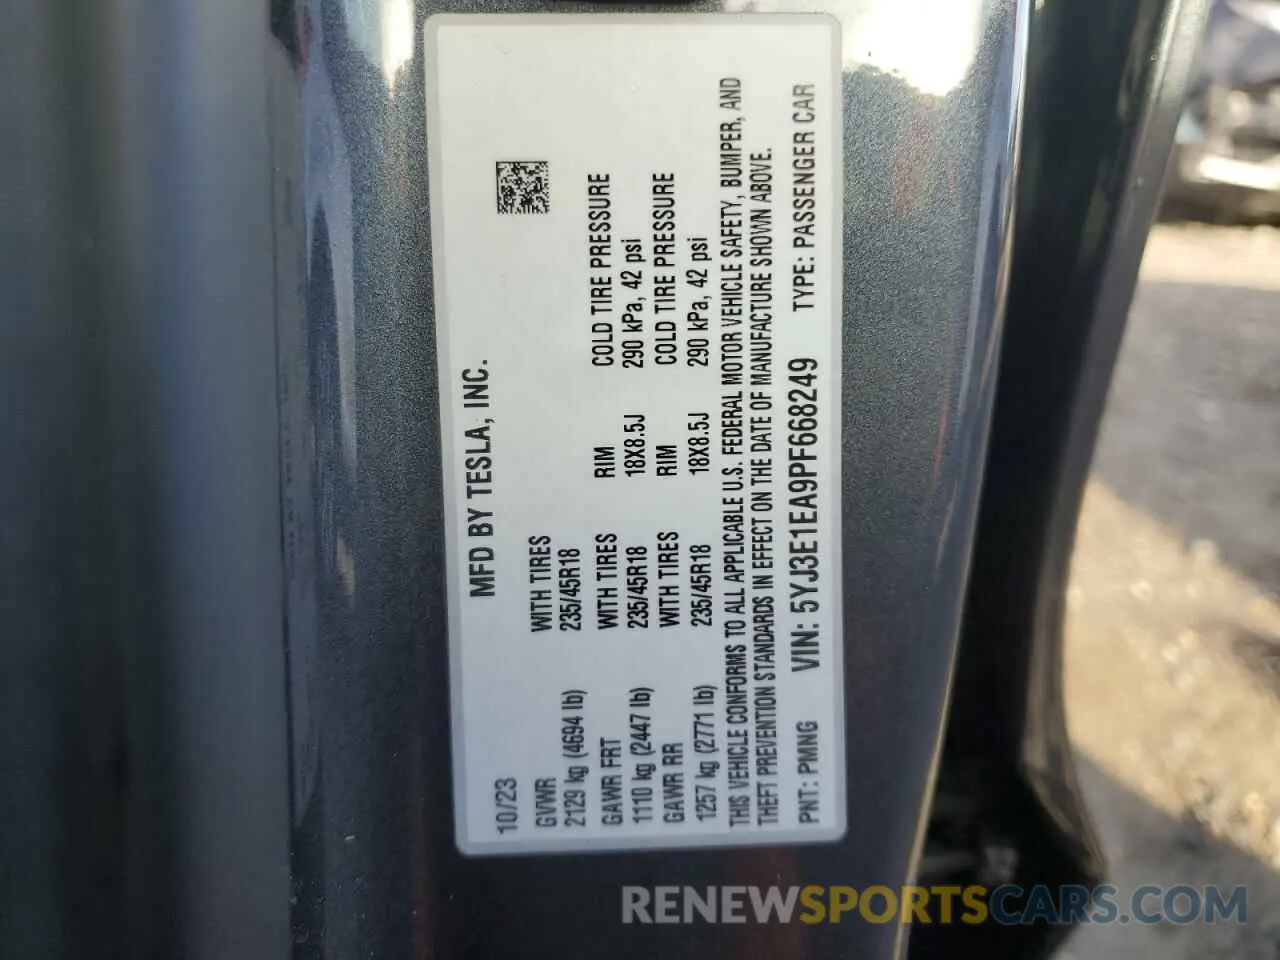 MFD BY TESLA, INC.
10/23
GVWR WITH TIRES
2129 kg (4694 lb) 235/45R18
GAWR FRT WITH TIRES RIM COLD TIRE PRESSURE
1110 kg (2447 lb) 235/45R18 18X8.5J 290 kPa, 42 psi
GAWR RR WITH TIRES RIM COLD TIRE PRESSURE
1257 kg (2771 lb) 235/45R18 18X8.5J 290 kPa, 42 psi
THIS VEHICLE CONFORMS TO ALL APPLICABLE U.S. FEDERAL MOTOR VEHICLE SAFETY, BUMPER, AND
THEFT PREVENTION STANDARDS IN EFFECT ON THE DATE OF MANUFACTURE SHOWN ABOVE.
PNT: PMNG VIN: 5YJ3E1EA9PF668249 TYPE: PASSENGER CAR
RENEWSPORTSCARS.COM